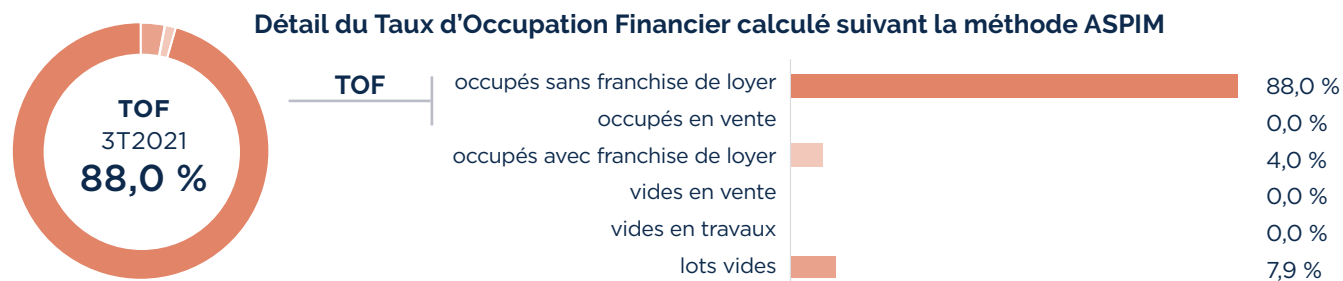 Détail du Taux d’Occupation Financier calculé suivant la méthode ASPIM
TOF
3T2021
88,0 %
TOF
occupés sans franchise de loyer 88,0 %
occupés en vente 0,0 %
occupés avec franchise de loyer 4,0 %
vides en vente 0,0 %
vides en travaux 0,0 %
lots vides 7,9 %